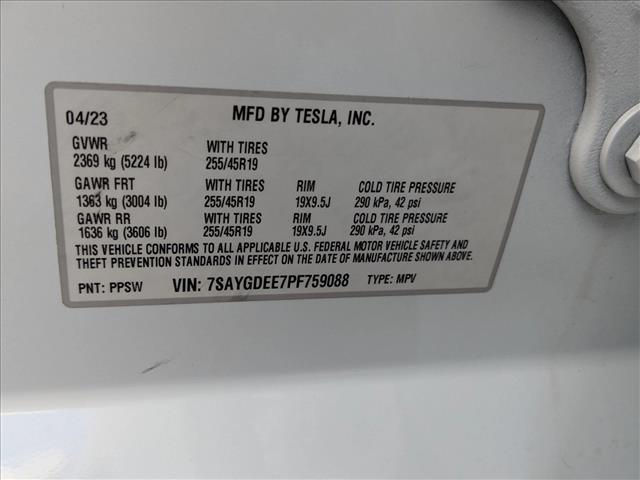 04/23 MFD BY TESLA, INC.
GVWR WITH TIRES
2369 kg (5224 lb) 255/45R19
GAWR FRT WITH TIRES RIM COLD TIRE PRESSURE
1363 kg (3004 lb) 255/45R19 19X9.5J 290 kPa, 42 psi
GAWR RR WITH TIRES RIM COLD TIRE PRESSURE
1636 kg (3606 lb) 255/45R19 19X9.5J 290 kPa, 42 psi
THIS VEHICLE CONFORMS TO ALL APPLICABLE U.S. FEDERAL MOTOR VEHICLE SAFETY AND
THEFT PREVENTION STANDARDS IN EFFECT ON THE DATE OF MANUFACTURE SHOWN ABOVE.
PNT: PPSW VIN: 7SAYGDEE7PF759088 TYPE: MPV